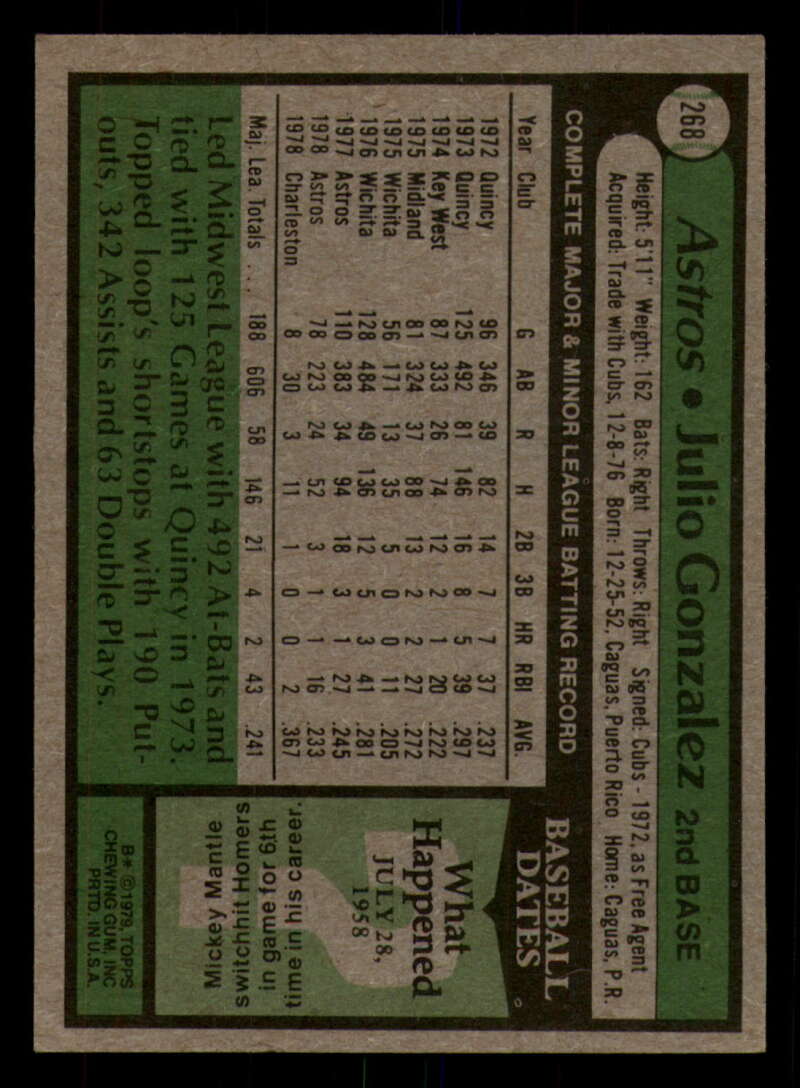 268
Astros • Julio Gonzalez 2nd BASE
Height: 5'11" Weight: 162 Bats: Right Throws: Right Signed: Cubs - 1972, as Free Agent
Acquired: Trade with Cubs, 12-8-76 Born: 12-25-52, Caguas, Puerto Rico Home: Caguas, P.R.
COMPLETE MAJOR & MINOR LEAGUE BATTING RECORD
Year Club G AB R H 2B 3B HR RBI AVG.
1972 Quincy 96 346 39 82 14 7 7 37 .237
1973 Quincy 125 492 81 146 16 8 5 39 .297
1974 Key West 87 333 26 74 12 2 1 20 .222
1975 Midland 81 324 37 88 13 2 2 27 .272
1975 Wichita 56 171 13 35 5 0 0 11 .205
1976 Wichita 128 484 49 136 12 5 3 41 .281
1977 Astros 110 383 34 94 18 3 1 27 .245
1978 Astros 78 223 24 52 3 1 1 16 .233
1978 Charleston 8 30 3 11 1 0 0 2 .367
Maj. Lea. Totals ... 188 606 58 146 21 4 2 43 .241
Led Midwest League with 492 At-Bats and
tied with 125 Games at Quincy in 1973.
Topped loop's shortstops with 190 Put-
outs, 342 Assists and 63 Double Plays.
BASEBALL
DATES
What
Happened
JULY 28,
1958
Mickey Mantle
switchhit Homers
in game for 6th
time in his career.
B* © 1979, TOPPS
CHEWING GUM, INC
PRTD. IN U.S.A.